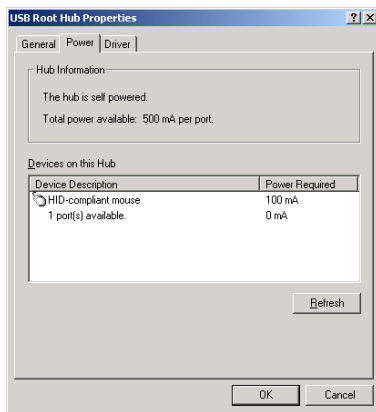 USB Root Hub Properties
General Power Driver
Hub Information
The hub is self powered.
Total power available: 500 mA per port.
Devices on this Hub
Device Description Power Required
HID-compliant mouse 100 mA
1 port(s) available. 0 mA
Refresh
OK Cancel